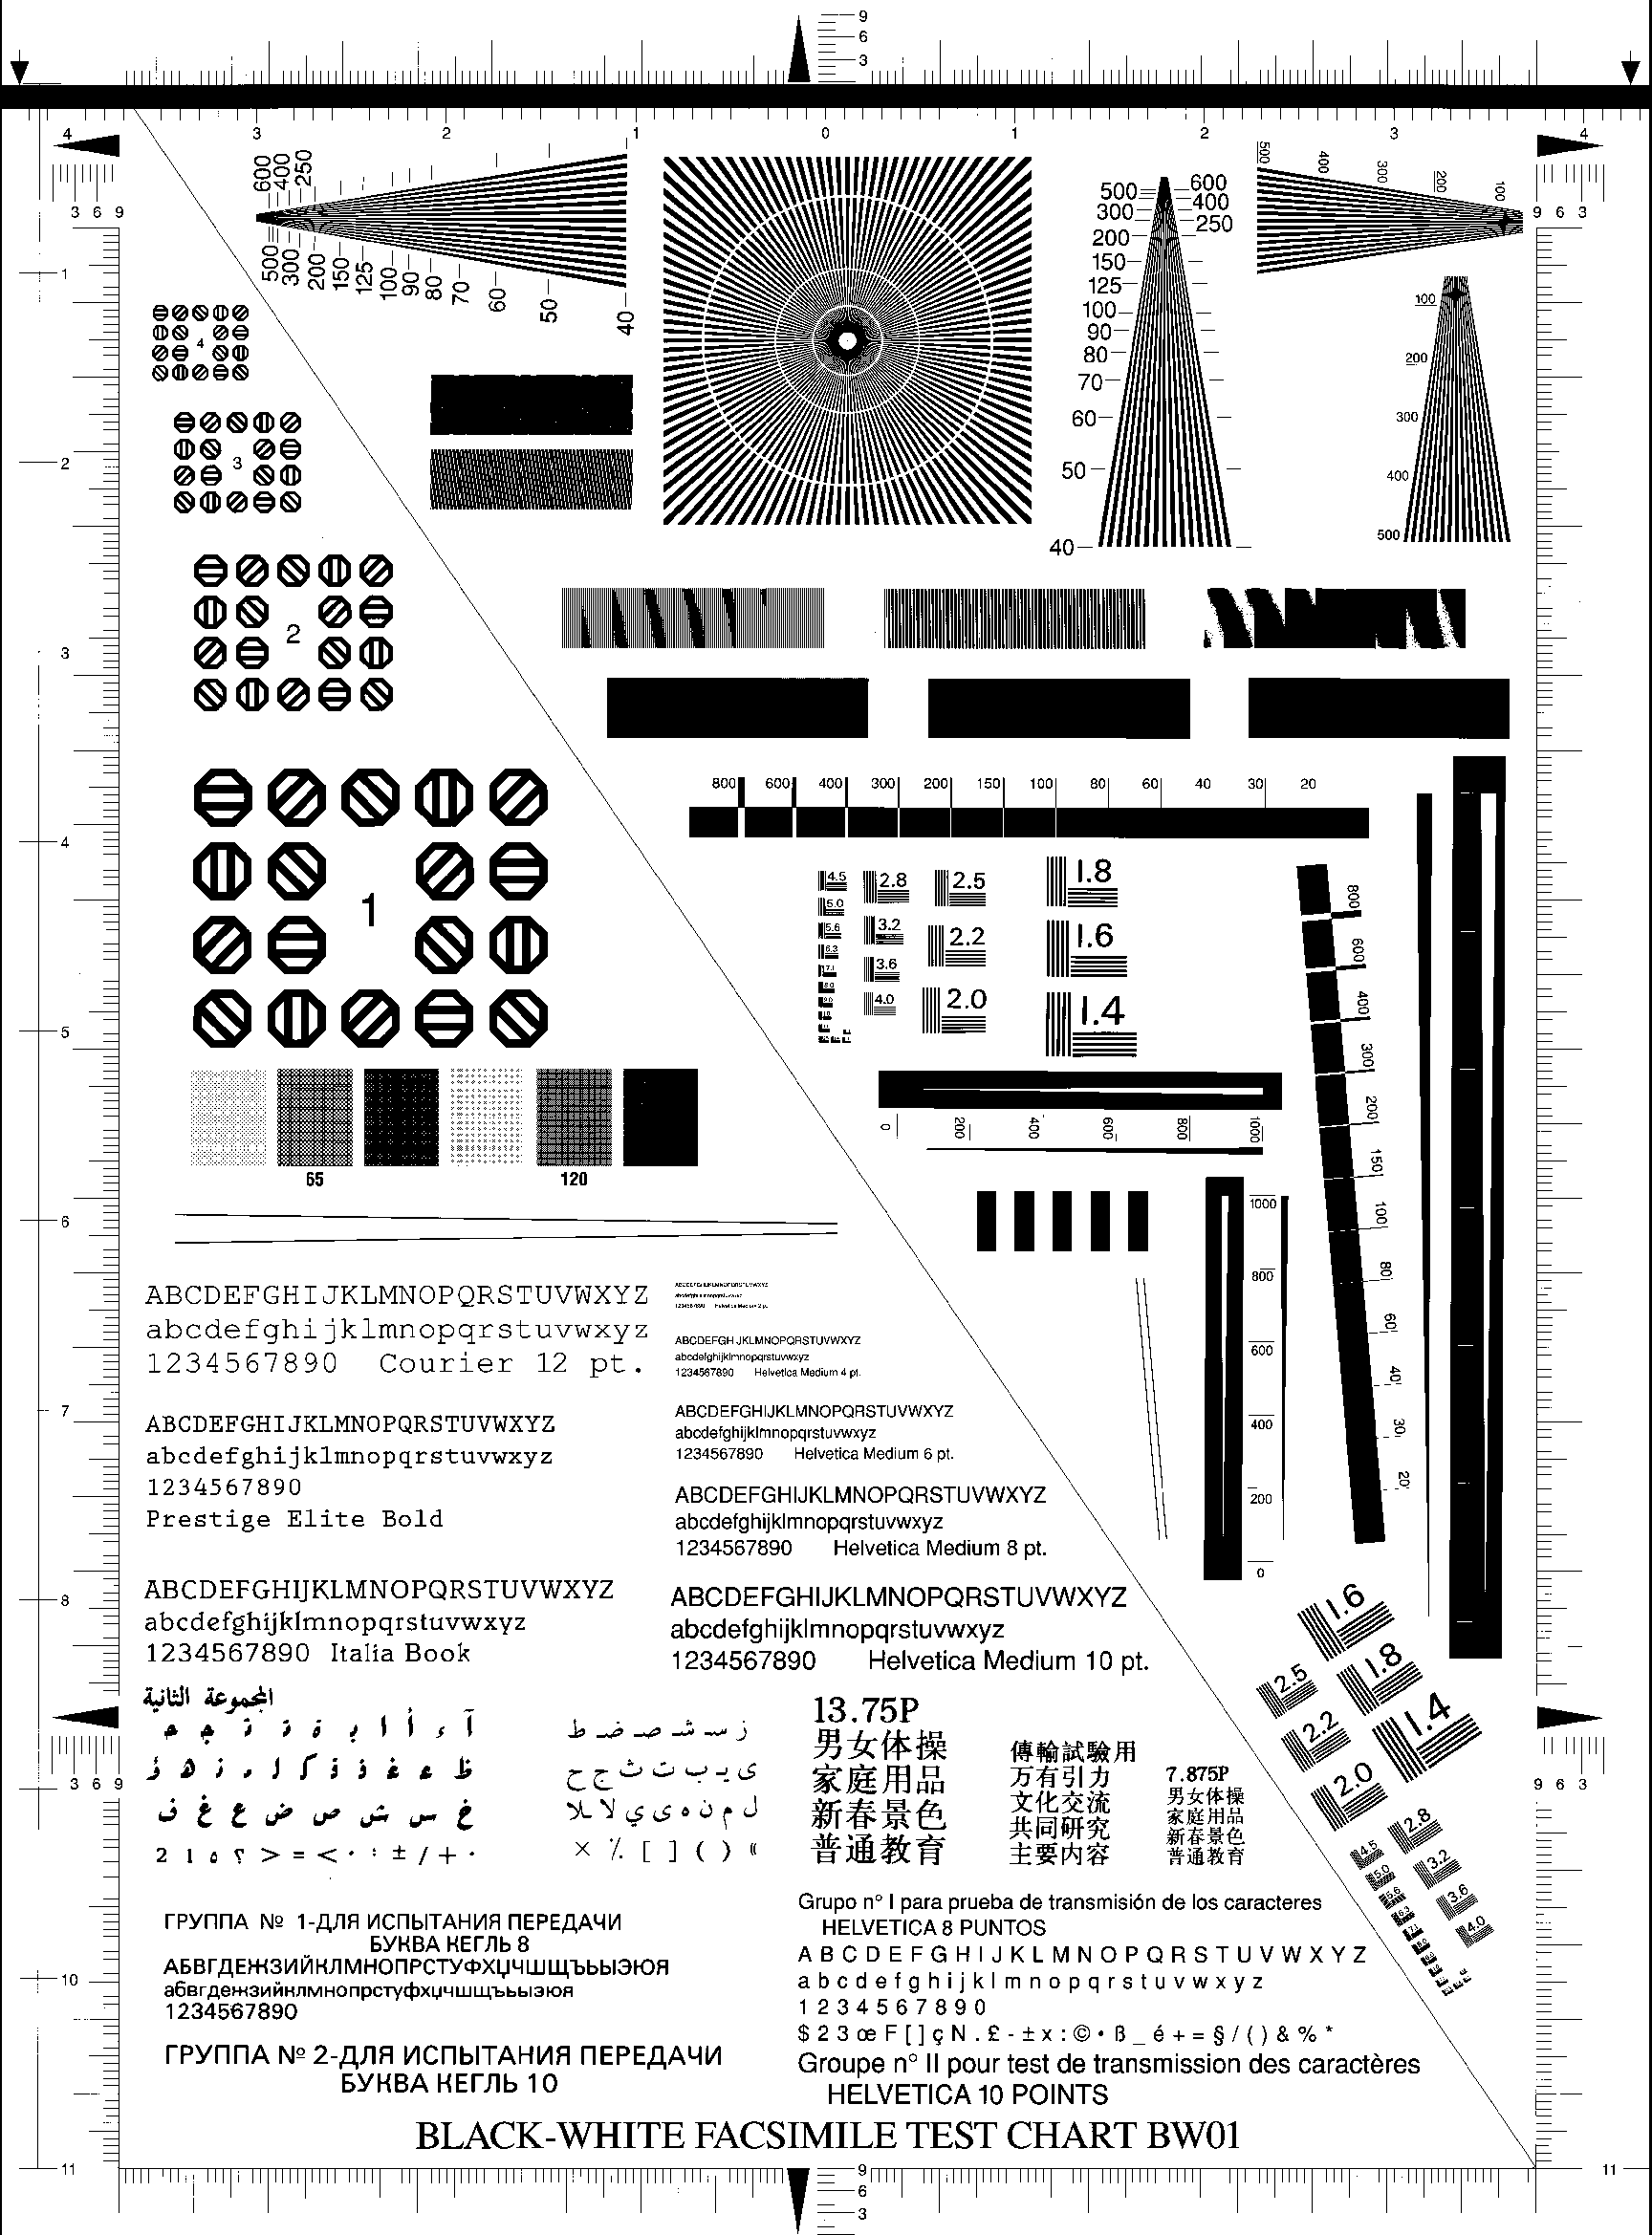 9
6
3
4 3 2 1 0 1 2 3 4
600 400 250
500 300 200 150 125 100 90 80 70 60 50 40
500 300 200 150 125 100 90 80 70 60 50 40
600 400 250
500 400 300 200 100
100
200
300
400
500
3 6 9
9 6 3
1
2
3
4
5
6
7
8
10
11
11
4
3
2
1
65 120
800 600 400 300 200 150 100 80 60 40 30 20
4.5 2.8 2.5 1.8
5.0
5.6 3.2 2.2 1.6
6.3
7.1 3.6
8.0
9.0 4.0 2.0 1.4
800
600
400
300
200
150
100
80
60
40
30
20
0 200 400 600 800 1000
1000
800
600
400
200
0
ABCDEFGHIJKLMNOPQRSTUVWXYZ
abcdefghijklmnopqrstuvwxyz
1234567890 Courier 12 pt.
ABCDEFGHIJKLMNOPQRSTUVWXYZ
abcdefghijklmnopqrstuvwxyz
1234567890
Prestige Elite Bold
ABCDEFGHIJKLMNOPQRSTUVWXYZ
abcdefghijklmnopqrstuvwxyz
1234567890 Italia Book
ABCDEFGHIJKLMNOPQRSTUVWXYZ
abcdefghijklmnopqrstuvwxyz
1234567890 Helvetica Medium 2 pt.
ABCDEFGHIJKLMNOPQRSTUVWXYZ
abcdefghijklmnopqrstuvwxyz
1234567890 Helvetica Medium 4 pt.
ABCDEFGHIJKLMNOPQRSTUVWXYZ
abcdefghijklmnopqrstuvwxyz
1234567890 Helvetica Medium 6 pt.
ABCDEFGHIJKLMNOPQRSTUVWXYZ
abcdefghijklmnopqrstuvwxyz
1234567890 Helvetica Medium 8 pt.
ABCDEFGHIJKLMNOPQRSTUVWXYZ
abcdefghijklmnopqrstuvwxyz
1234567890 Helvetica Medium 10 pt.
1.6
2.5 1.8
2.2 1.4
2.0
4.5 2.8
5.0 3.2
5.6 3.6
6.3 4.0
7.1
المجموعة الثانية
خ س ش ص ض ع غ ف
ز سـ شـ صـ ضـ ط
ى يـ بـ ت ث ج ح
ل م ن ه ى ي لا ـلا
2 1 ٥ ؟ > = < · : ± / + ·
× ٪ [ ] ( ) «
13.75P
男女体操
家庭用品
新春景色
普通教育
傳輸試驗用
万有引力
文化交流
共同研究
主要内容
7.875P
男女体操
家庭用品
新春景色
普通教育
ГРУППА № 1-ДЛЯ ИСПЫТАНИЯ ПЕРЕДАЧИ
БУКВА КЕГЛЬ 8
АБВГДЕЖЗИЙКЛМНОПРСТУФХЦЧШЩЪЬЫЭЮЯ
абвгдежзийклмнопрстуфхцчшщъьыэюя
1234567890
ГРУППА № 2-ДЛЯ ИСПЫТАНИЯ ПЕРЕДАЧИ
БУКВА КЕГЛЬ 10
Grupo nº I para prueba de transmisión de los caracteres
HELVETICA 8 PUNTOS
A B C D E F G H I J K L M N O P Q R S T U V W X Y Z
a b c d e f g h i j k l m n o p q r s t u v w x y z
1 2 3 4 5 6 7 8 9 0
$ 2 3 œ F [ ] ç N . £ - ± x : © • ß _ é + = § / ( ) & % *
Groupe nº II pour test de transmission des caractères
HELVETICA 10 POINTS
BLACK-WHITE FACSIMILE TEST CHART BW01
9
6
3